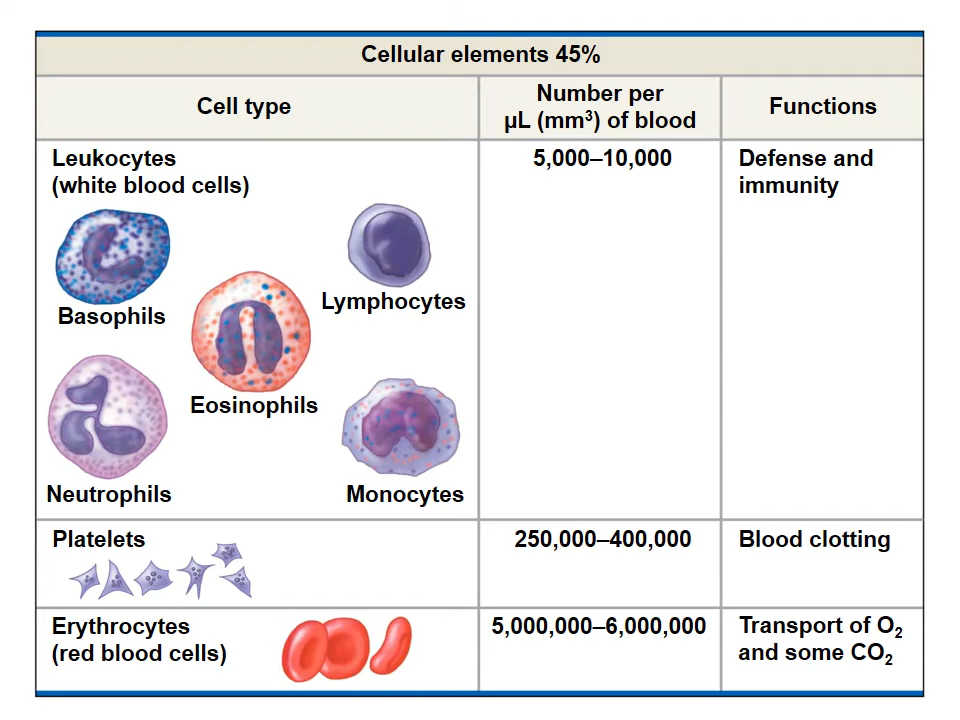 Cellular elements 45%
Cell type
Number per
µL (mm³) of blood
Functions
Leukocytes
(white blood cells)
5,000–10,000
Defense and
immunity
Basophils
Lymphocytes
Eosinophils
Neutrophils
Monocytes
Platelets
250,000–400,000
Blood clotting
Erythrocytes
(red blood cells)
5,000,000–6,000,000
Transport of O₂
and some CO₂